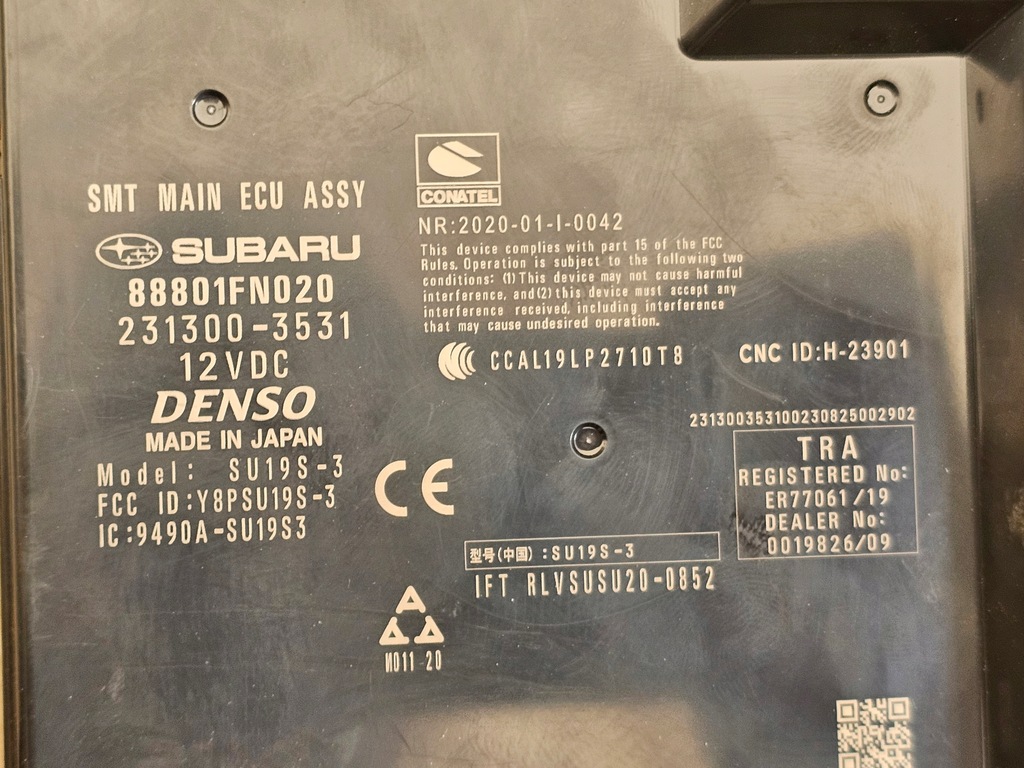 SMT MAIN ECU ASSY
SUBARU
88801FN020
231300-3531
12VDC
DENSO
MADE IN JAPAN
Model: SU19S-3
FCC ID:Y8PSU19S-3
IC:9490A-SU19S3
CONATEL
NR:2020-01-I-0042
This device complies with part 15 of the FCC
Rules. Operation is subject to the following two
conditions: (1)This device may not cause harmful
interference, and(2)this device must accept any
interference received, including interference
that may cause undesired operation.
CCAL19LP2710T8
CNC ID:H-23901
231300353100230825002902
TRA
REGISTERED No:
ER77061/19
DEALER No:
0019826/09
CE
型号(中国):SU19S-3
IFT RLVSUSU20-0852
A
Δ Δ
M011-20